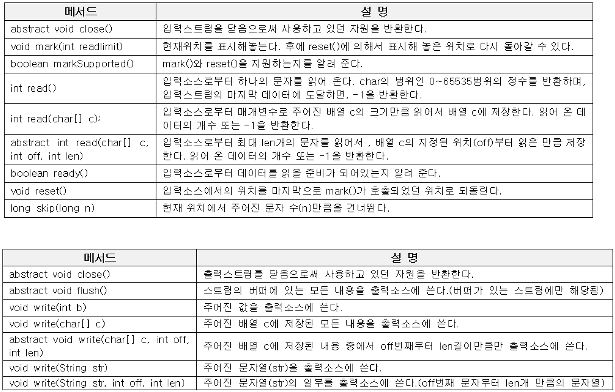 메서드 설 명
abstract void close() 입력스트림을 닫음으로써 사용하고 있던 자원을 반환한다.
void mark(int readlimit) 현재위치를 표시해놓는다. 후에 reset()에 의해서 표시해 놓은 위치로 다시 돌아갈 수 있다.
boolean markSupported() mark()와 reset()을 지원하는지를 알려 준다.
int read() 입력소스로부터 하나의 문자를 읽어 온다. char의 범위인 0~65535범위의 정수를 반환하며,
입력스트림의 마지막 데이터에 도달하면, -1을 반환한다.
int read(char[] c); 입력소스로부터 매개변수로 주어진 배열 c의 크기만큼 읽어서 배열 c에 저장한다. 읽어 온 데
이터의 개수 또는 -1을 반환한다.
abstract int read(char[] c, 입력소스로부터 최대 len개의 문자를 읽어서 , 배열 c의 지정된 위치(off)부터 읽은 만큼 저장
int off, int len) 한다. 읽어 온 데이터의 개수 또는 -1을 반환한다.
boolean ready() 입력소스로부터 데이터를 읽을 준비가 되어있는지 알려 준다.
void reset() 입력소스에서의 위치를 마지막으로 mark()가 호출되었던 위치로 되돌린다.
long skip(long n) 현재 위치에서 주어진 문자 수(n)만큼을 건너뛴다.
메서드 설 명
abstract void close() 출력스트림를 닫음으로써 사용하고 있던 자원을 반환한다.
abstract void flush() 스트림의 버퍼에 있는 모든 내용을 출력소스에 쓴다.(버퍼가 있는 스트림에만 해당됨)
void write(int b) 주어진 값을 출력소스에 쓴다.
void write(char[] c) 주어진 배열 c에 저장된 모든 내용을 출력소스에 쓴다.
abstract void write(char[] c, int off,
int len) 주어진 배열 c에 저장된 내용 중에서 off번째부터 len길이만큼만 출력소스에 쓴다.
void write(String str) 주어진 문자열(str)을 출력소스에 쓴다.
void write(String str, int off, int len) 주어진 문자열(str)의 일부를 출력소스에 쓴다.(off번째 문자부터 len개 만큼의 문자열)